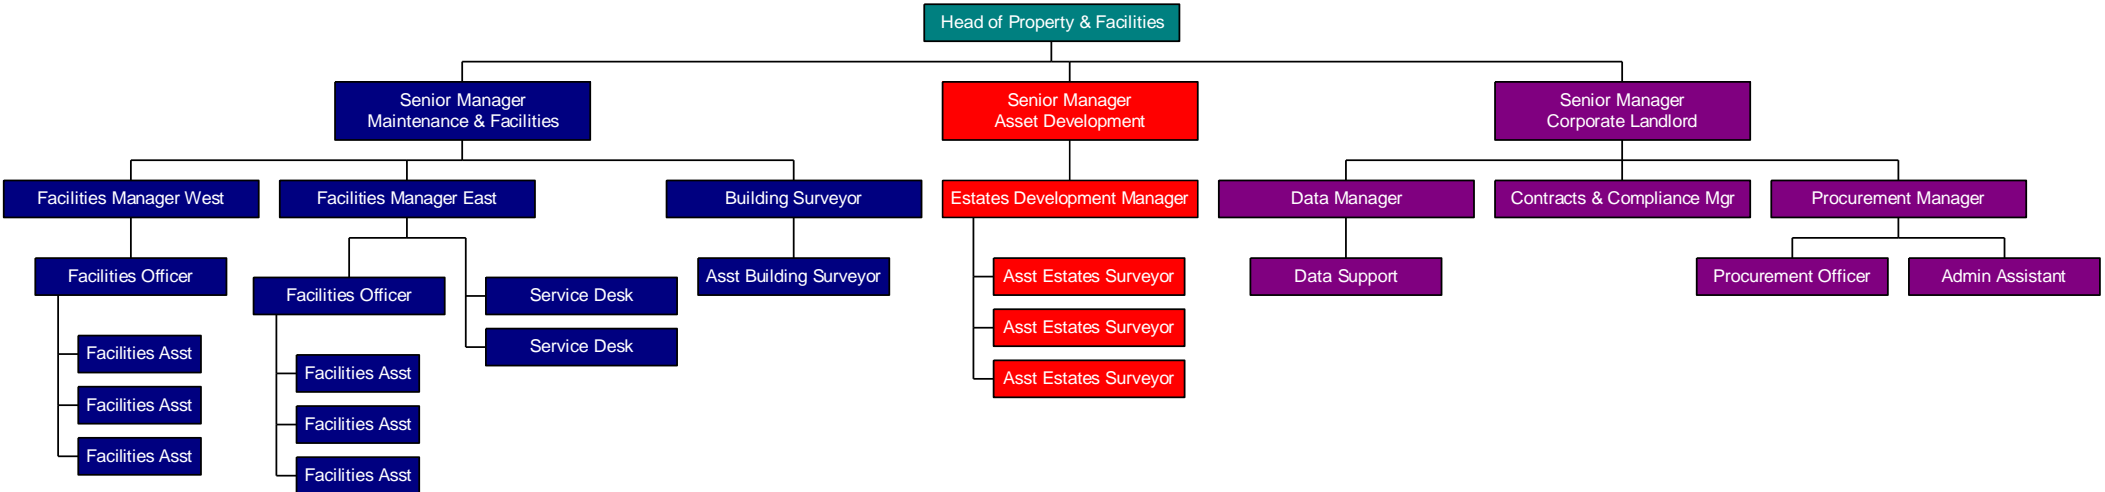 Head of Property & Facilities
Senior Manager
Maintenance & Facilities
Senior Manager
Asset Development
Senior Manager
Corporate Landlord
Facilities Manager West
Facilities Manager East
Building Surveyor
Estates Development Manager
Data Manager
Contracts & Compliance Mgr
Procurement Manager
Facilities Officer
Facilities Officer
Service Desk
Service Desk
Asst Building Surveyor
Asst Estates Surveyor
Asst Estates Surveyor
Asst Estates Surveyor
Data Support
Procurement Officer
Admin Assistant
Facilities Asst
Facilities Asst
Facilities Asst
Facilities Asst
Facilities Asst
Facilities Asst